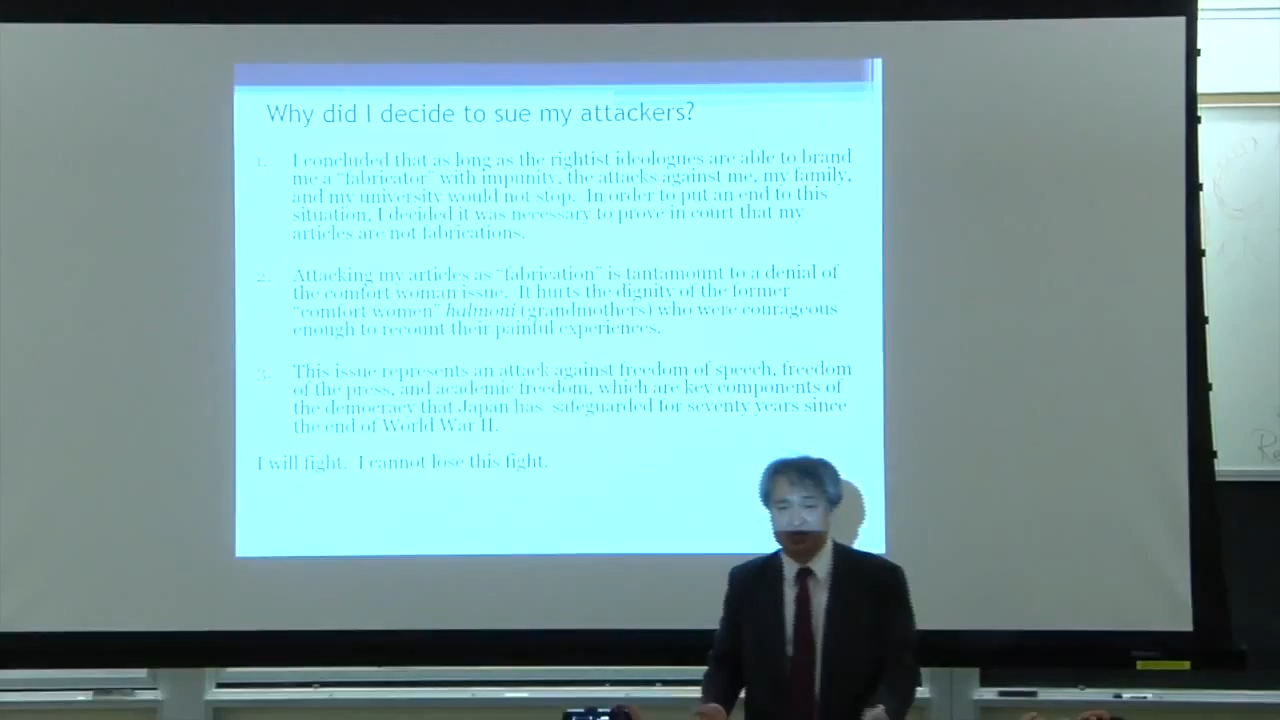 Why did I decide to sue my attackers?
1. I concluded that as long as the rightist ideologues are able to brand
me a "fabricator" with impunity, the attacks against me, my family,
and my university would not stop. In order to put an end to this
situation, I decided it was necessary to prove in court that my
articles are not fabrications.
2. Attacking my articles as "fabrication" is tantamount to a denial of
the comfort woman issue. It hurts the dignity of the former
"comfort women" halmoni (grandmothers) who were courageous
enough to recount their painful experiences.
3. This issue represents an attack against freedom of speech, freedom
of the press, and academic freedom, which are key components of
the democracy that Japan has safeguarded for seventy years since
the end of World War II.
I will fight. I cannot lose this fight.